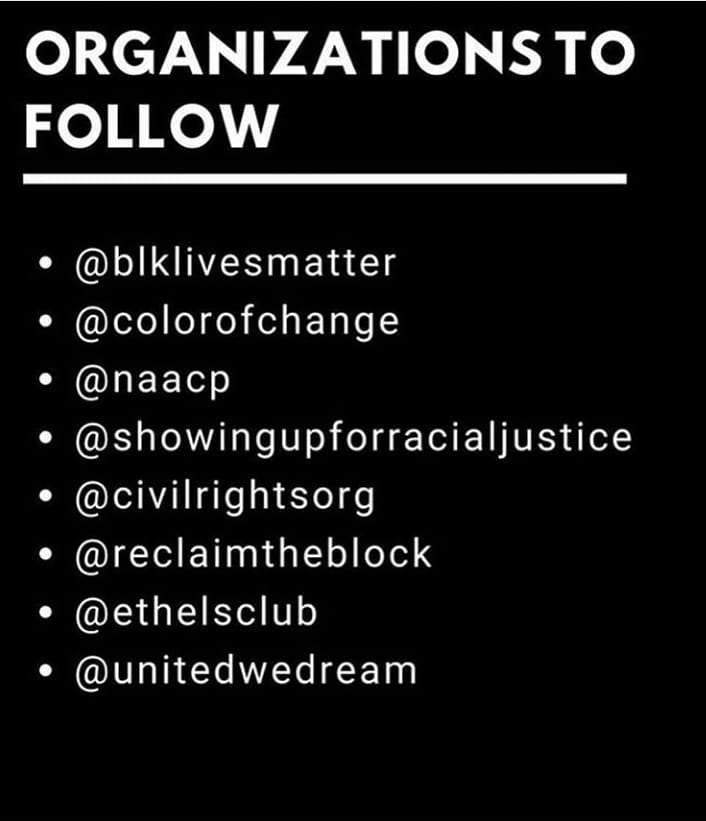 ORGANIZATIONS TO
FOLLOW
• @blklivesmatter
• @colorofchange
• @naacp
• @showingupforracialjustice
• @civilrightsorg
• @reclaimtheblock
• @ethelsclub
• @unitedwedream